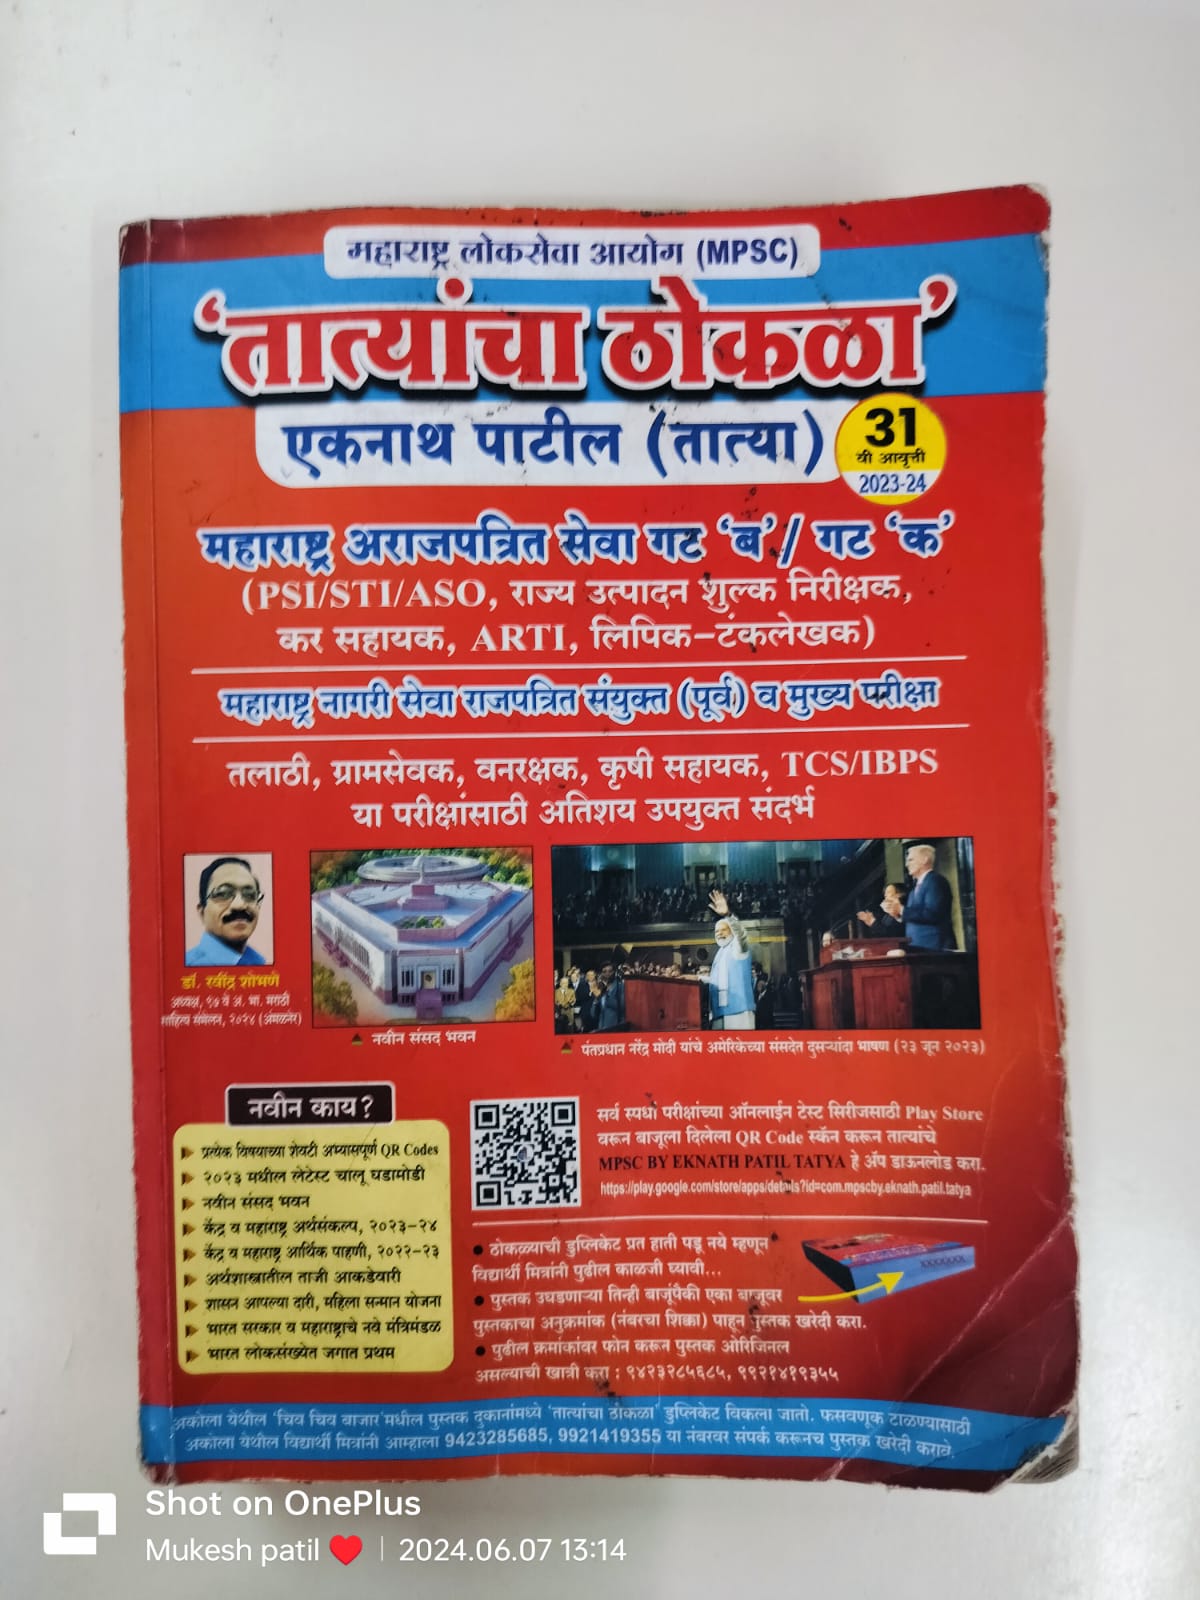 महाराष्ट्र लोकसेवा आयोग (MPSC)
‘तात्यांचा ठोकळा’
एकनाथ पाटील (तात्या)
31
वी आवृत्ती
2023-24
महाराष्ट्र अराजपत्रित सेवा गट ‘ब’ / गट ‘क’
(PSI/STI/ASO, राज्य उत्पादन शुल्क निरीक्षक,
कर सहायक, ARTI, लिपिक-टंकलेखक)
महाराष्ट्र नागरी सेवा राजपत्रित संयुक्त (पूर्व) व मुख्य परीक्षा
तलाठी, ग्रामसेवक, वनरक्षक, कृषी सहायक, TCS/IBPS
या परीक्षांसाठी अतिशय उपयुक्त संदर्भ
डॉ. रवींद्र शोभणे
अध्यक्ष, ९७ वे अ. भा. मराठी
साहित्य संमेलन, २०२४ (अंमळनेर)
नवीन संसद भवन
पंतप्रधान नरेंद्र मोदी यांचे अमेरिकेच्या संसदेत दुसऱ्यांदा भाषण (२३ जून २०२३)
नवीन काय?
प्रत्येक विषयाच्या शेवटी अभ्यासपूर्ण QR Codes
२०२३ मधील लेटेस्ट चालू घडामोडी
नवीन संसद भवन
केंद्र व महाराष्ट्र अर्थसंकल्प, २०२३-२४
केंद्र व महाराष्ट्र आर्थिक पाहणी, २०२२-२३
अर्थशास्त्रातील ताजी आकडेवारी
शासन आपल्या दारी, महिला सन्मान योजना
भारत सरकार व महाराष्ट्राचे नवे मंत्रिमंडळ
भारत लोकसंख्येत जगात प्रथम
सर्व स्पर्धा परीक्षांच्या ऑनलाईन टेस्ट सिरीजसाठी Play Store
वरून बाजूला दिलेला QR Code स्कॅन करून तात्यांचे
MPSC BY EKNATH PATIL TATYA हे ॲप डाऊनलोड करा.
https://play.google.com/store/apps/details?id=com.mpscby.eknath.patil.tatya
• ठोकळ्याची डुप्लिकेट प्रत हाती पडू नये म्हणून
विद्यार्थी मित्रांनी पुढील काळजी घ्यावी...
• पुस्तक उघडणाऱ्या तिन्ही बाजूंपैकी एका बाजूवर
पुस्तकाचा अनुक्रमांक (नंबरचा शिक्का) पाहून पुस्तक खरेदी करा.
• पुढील क्रमांकांवर फोन करून पुस्तक ओरिजिनल
असल्याची खात्री करा : ९४२३२८५६८५, ९९२१४१९३५५
XXXXXXX
अकोला येथील ‘चिव चिव बाजार’मधील पुस्तक दुकानांमध्ये ‘तात्यांचा ठोकळा’ डुप्लिकेट विकला जातो. फसवणूक टाळण्यासाठी
अकोला येथील विद्यार्थी मित्रांनी आम्हाला 9423285685, 9921419355 या नंबरवर संपर्क करूनच पुस्तक खरेदी करावे.
Shot on OnePlus
Mukesh patil ❤️ | 2024.06.07 13:14